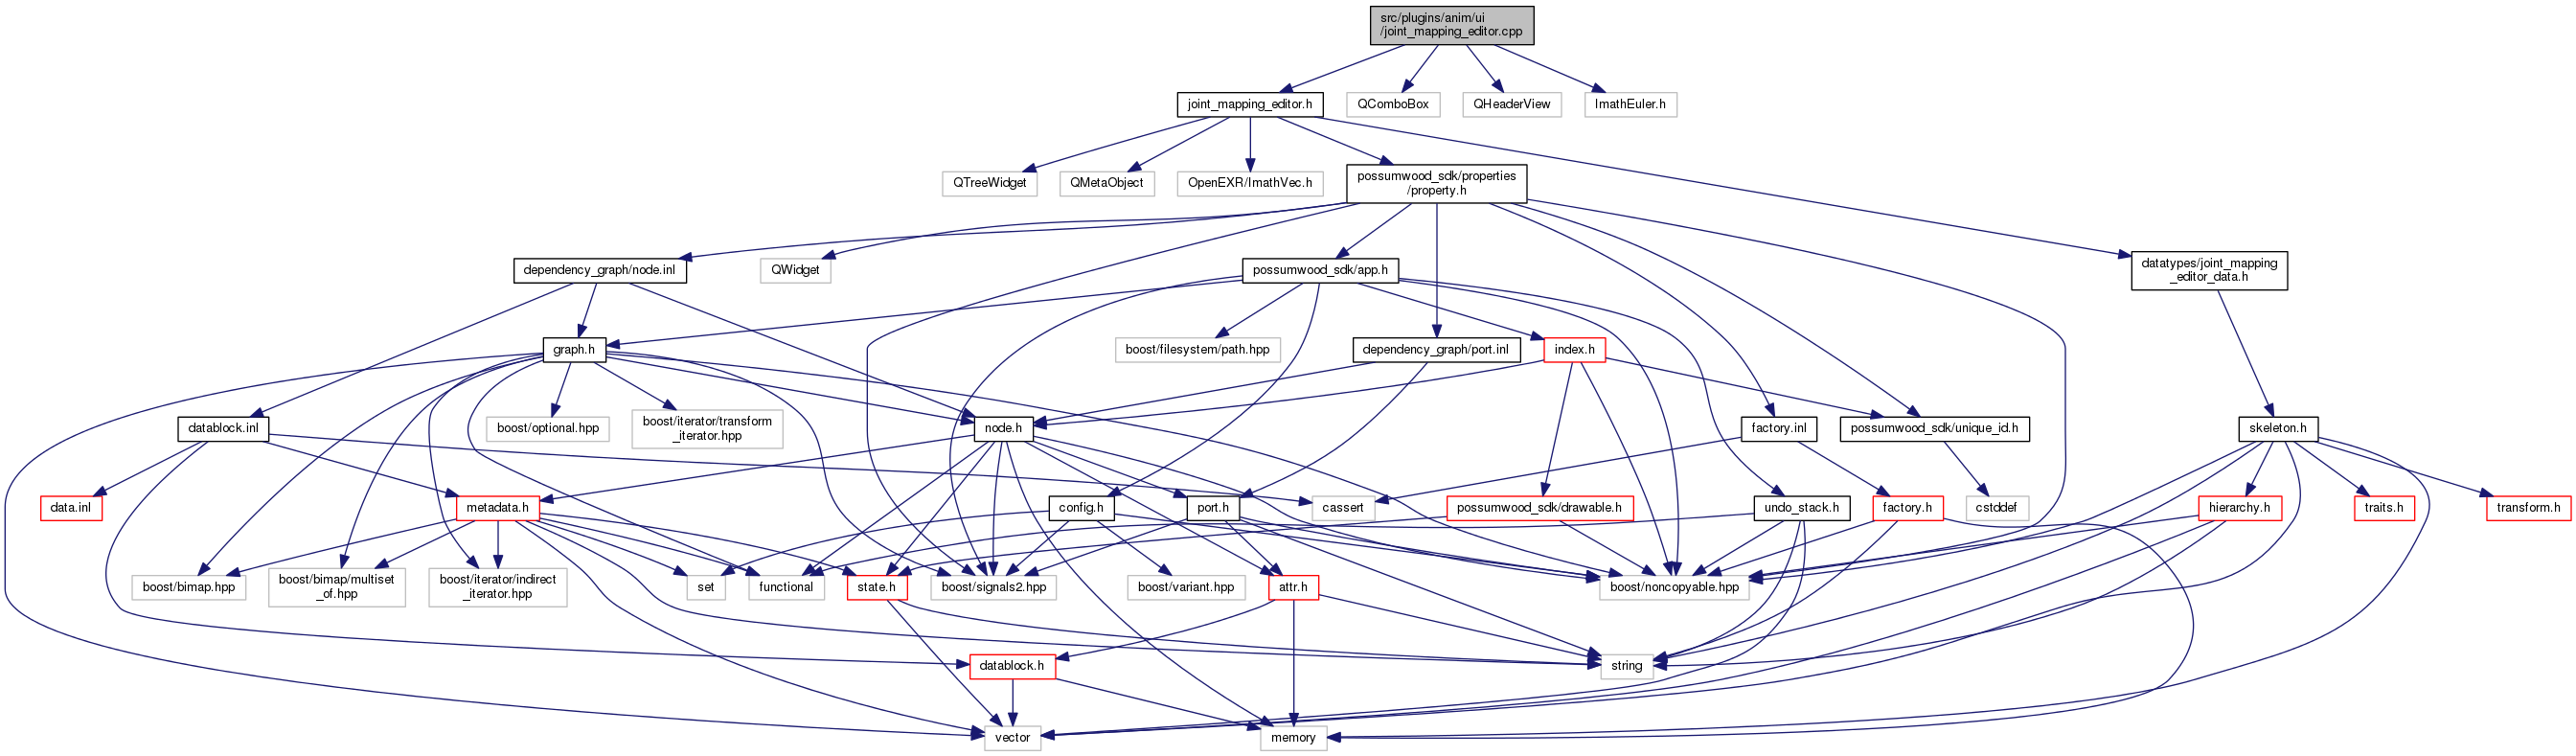 src/plugins/anim/ui
/joint_mapping_editor.cpp
joint_mapping_editor.h
QComboBox
QHeaderView
ImathEuler.h
QTreeWidget
QMetaObject
OpenEXR/ImathVec.h
possumwood_sdk/properties
/property.h
dependency_graph/node.inl
QWidget
possumwood_sdk/app.h
datatypes/joint_mapping
_editor_data.h
graph.h
boost/filesystem/path.hpp
dependency_graph/port.inl
index.h
datablock.inl
boost/optional.hpp
boost/iterator/transform
_iterator.hpp
node.h
factory.inl
possumwood_sdk/unique_id.h
skeleton.h
data.inl
metadata.h
config.h
port.h
cassert
possumwood_sdk/drawable.h
undo_stack.h
factory.h
cstddef
hierarchy.h
traits.h
transform.h
boost/bimap.hpp
boost/bimap/multiset
_of.hpp
boost/iterator/indirect
_iterator.hpp
set
functional
state.h
boost/signals2.hpp
boost/variant.hpp
attr.h
boost/noncopyable.hpp
datablock.h
string
vector
memory